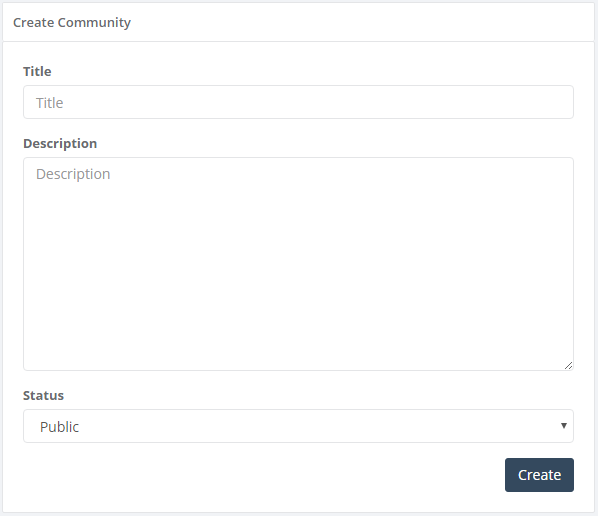 Create Community
Title
Title
Description
Description
Status
Public
Create